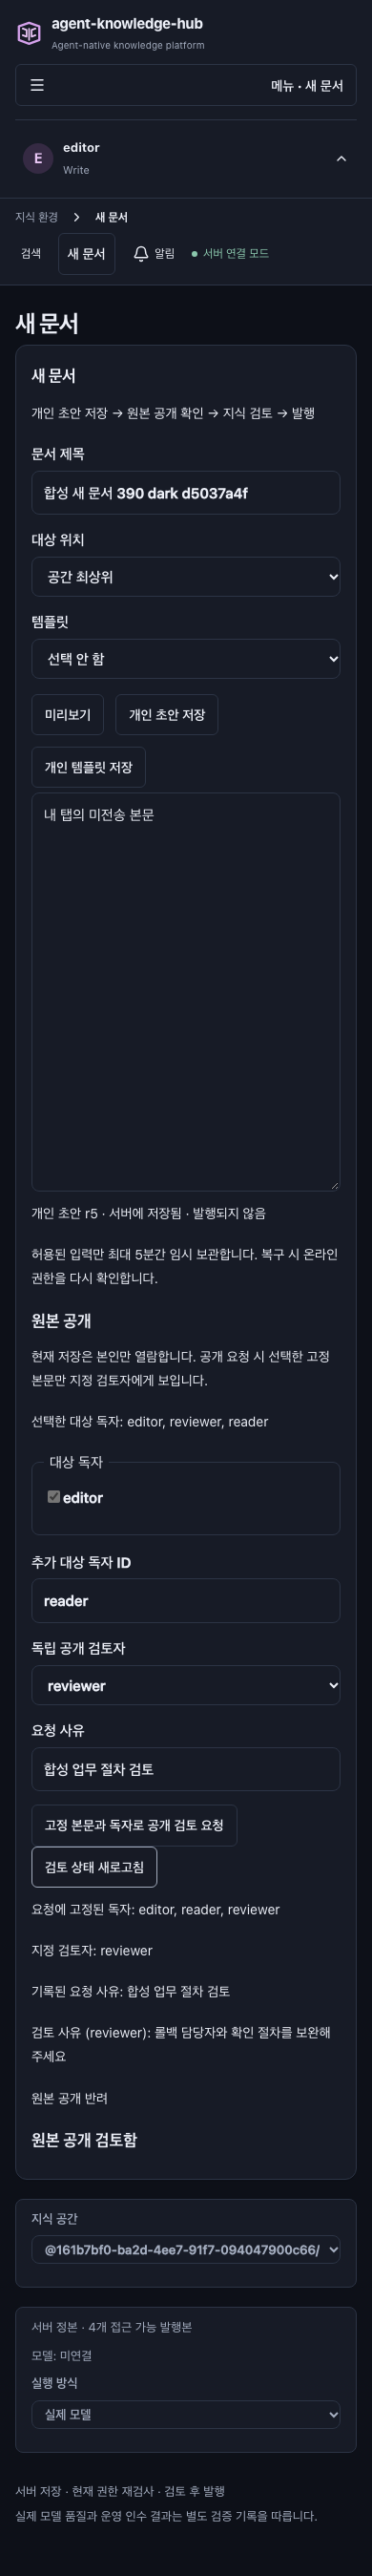 agent-knowledge-hub
Agent-native knowledge platform
메뉴 · 새 문서
E
editor
Write
지식 환경 > 새 문서
검색
새 문서
알림
서버 연결 모드
새 문서
새 문서
개인 초안 저장 → 원본 공개 확인 → 지식 검토 → 발행
문서 제목
합성 새 문서 390 dark d5037a4f
대상 위치
공간 최상위
템플릿
선택 안 함
미리보기
개인 초안 저장
개인 템플릿 저장
내 탭의 미전송 본문
개인 초안 r5 · 서버에 저장됨 · 발행되지 않음
허용된 입력만 최대 5분간 임시 보관합니다. 복구 시 온라인
권한을 다시 확인합니다.
원본 공개
현재 저장은 본인만 열람합니다. 공개 요청 시 선택한 고정
본문만 지정 검토자에게 보입니다.
선택한 대상 독자: editor, reviewer, reader
대상 독자
editor
추가 대상 독자 ID
reader
독립 공개 검토자
reviewer
요청 사유
합성 업무 절차 검토
고정 본문과 독자로 공개 검토 요청
검토 상태 새로고침
요청에 고정된 독자: editor, reader, reviewer
지정 검토자: reviewer
기록된 요청 사유: 합성 업무 절차 검토
검토 사유 (reviewer): 롤백 담당자와 확인 절차를 보완해
주세요
원본 공개 반려
원본 공개 검토함
지식 공간
@161b7bf0-ba2d-4ee7-91f7-094047900c66/
서버 정본 · 4개 접근 가능 발행본
모델: 미연결
실행 방식
실제 모델
서버 저장 · 현재 권한 재검사 · 검토 후 발행
실제 모델 품질과 운영 인수 결과는 별도 검증 기록을 따릅니다.